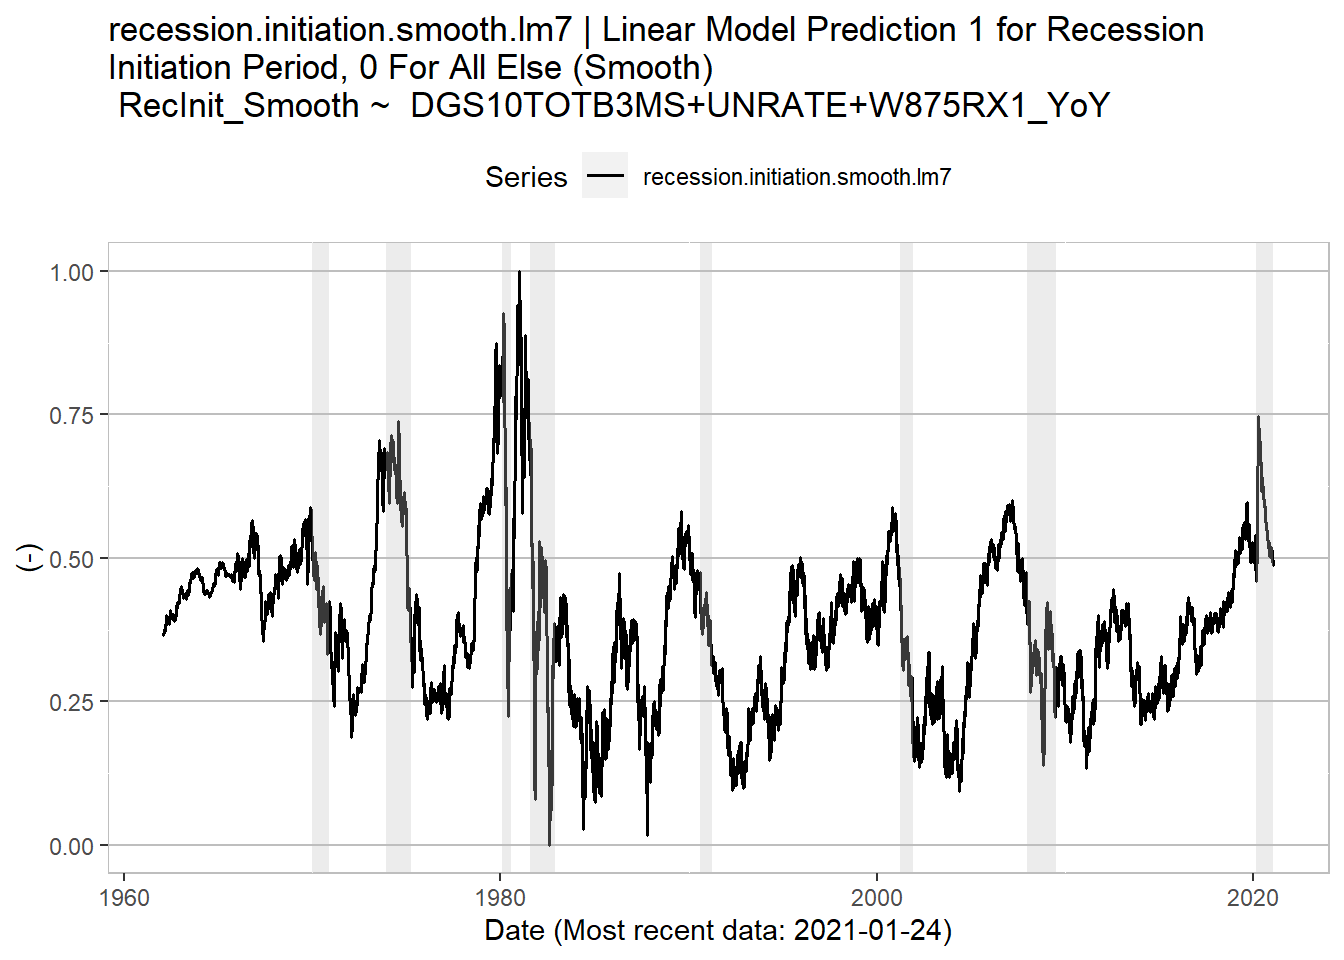 recession.initiation.smooth.lm7 | Linear Model Prediction 1 for Recession
Initiation Period, 0 For All Else (Smooth)
RecInit_Smooth ~  DGS10TOTB3MS+UNRATE+W875RX1_YoY
Series
recession.initiation.smooth.lm7
1.00
0.75
0.50
0.25
0.00
(-)
1960
1980
2000
2020
Date (Most recent data: 2021-01-24)